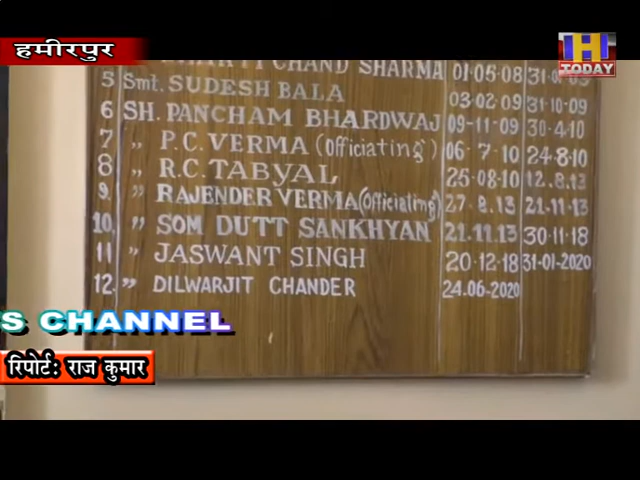 हमीरपुर
HI
TODAY
CHAND SHARMA 01.05.08
5 Smt. SUDESH BALA 03.02.09 31.10.09
6 SH. PANCHAM BHARDWAJ 09-11-09 30.4.10
7 " P.C. VERMA (officiating) 06.7.10 24.8.10
8 " R.C. TABYAL 25.08.10 12.8.13
9. " RAJENDER VERMA (officiating) 27.8.13 21.11.13
10. " SOM DUTT SANKHYAN 21.11.13 30.11.18
11 " JASWANT SINGH 20.12.18 31-01-2020
12. " DILWARJIT CHANDER 24.06-2020
S CHANNEL
रिपोर्ट: राज कुमार